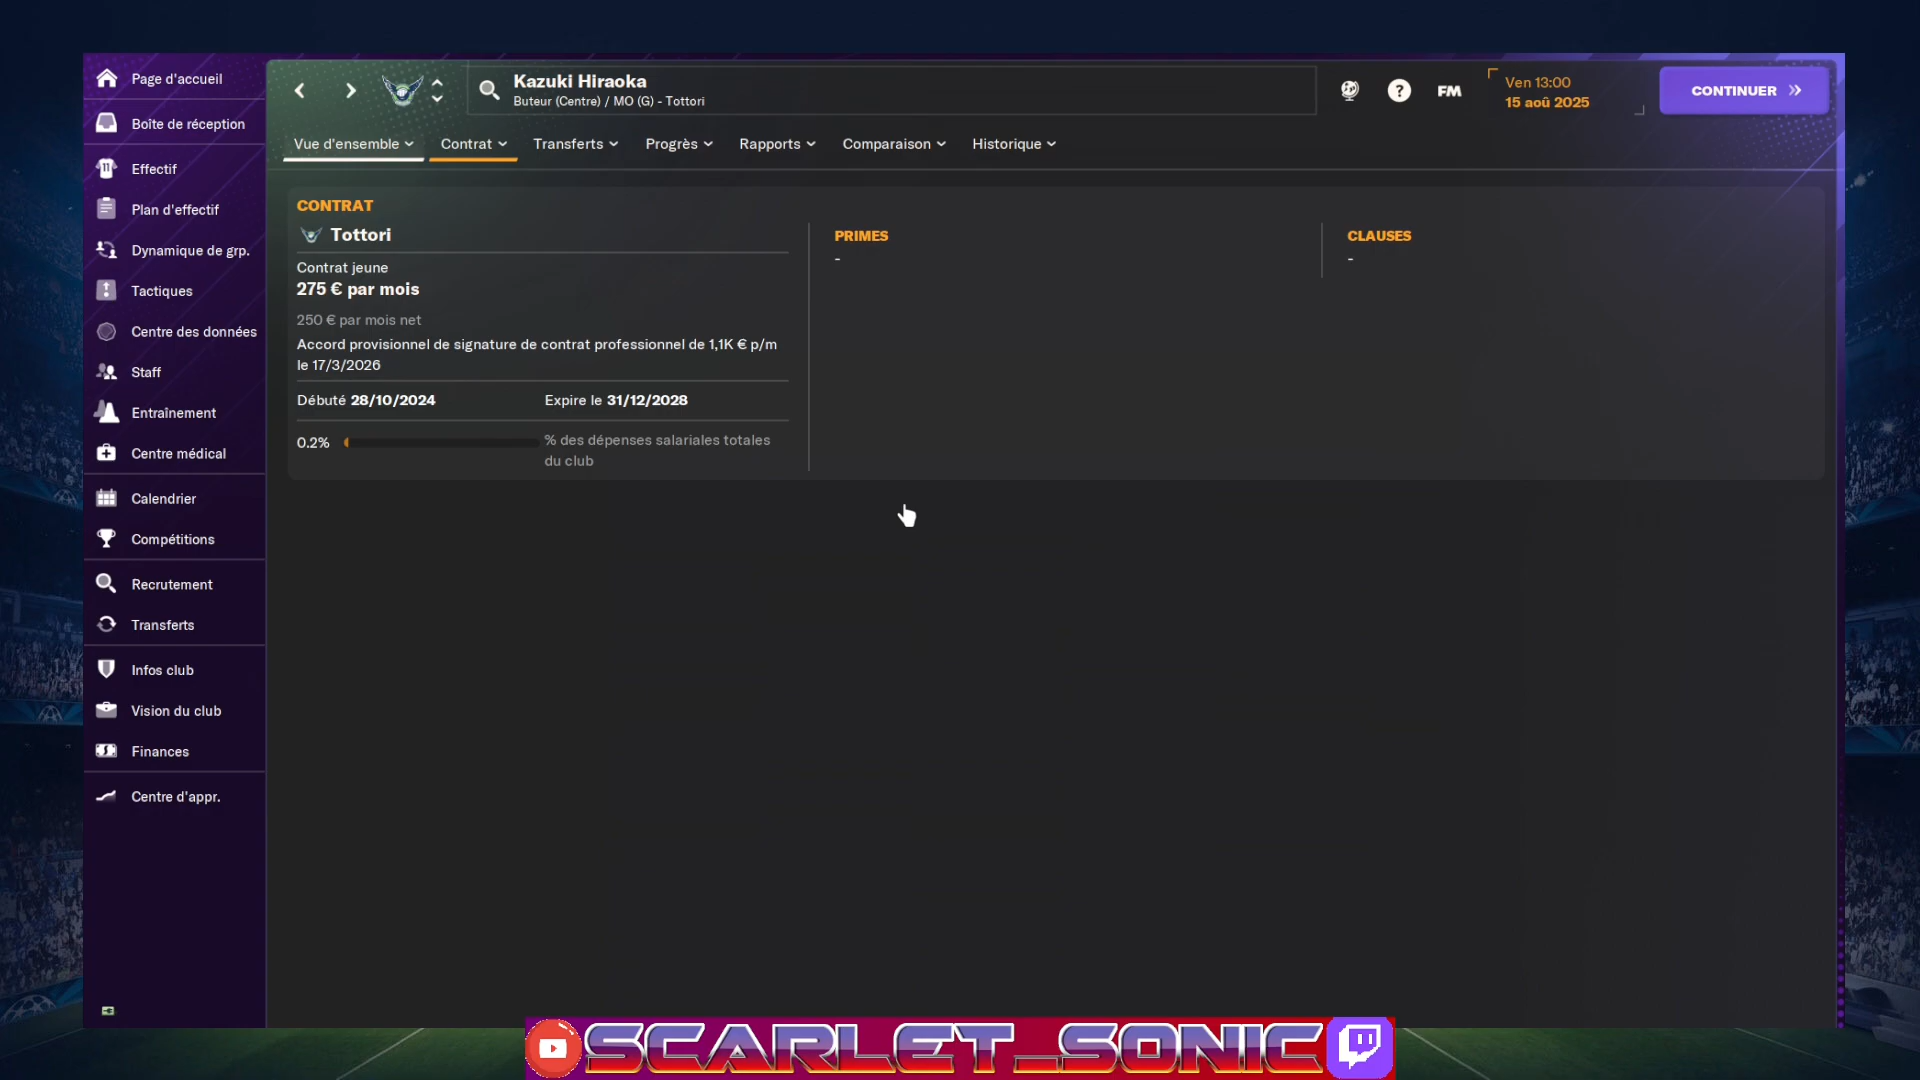 Page d'accueil
Boîte de réception
Effectif
Plan d'effectif
Dynamique de grp.
Tactiques
Centre des données
Staff
Entraînement
Centre médical
Calendrier
Compétitions
Recrutement
Transferts
Infos club
Vision du club
Finances
Centre d'appr.
Kazuki Hiraoka
Buteur (Centre) / MO (G) - Tottori
FM
Ven 13:00
15 aoû 2025
CONTINUER
Vue d'ensemble
Contrat
Transferts
Progrès
Rapports
Comparaison
Historique
CONTRAT
Tottori
Contrat jeune
275 € par mois
250 € par mois net
Accord provisionnel de signature de contrat professionnel de 1,1K € p/m
le 17/3/2026
Débuté 28/10/2024
Expire le 31/12/2028
0.2%
% des dépenses salariales totales
du club
PRIMES
-
CLAUSES
-
SCARLET_SONIC